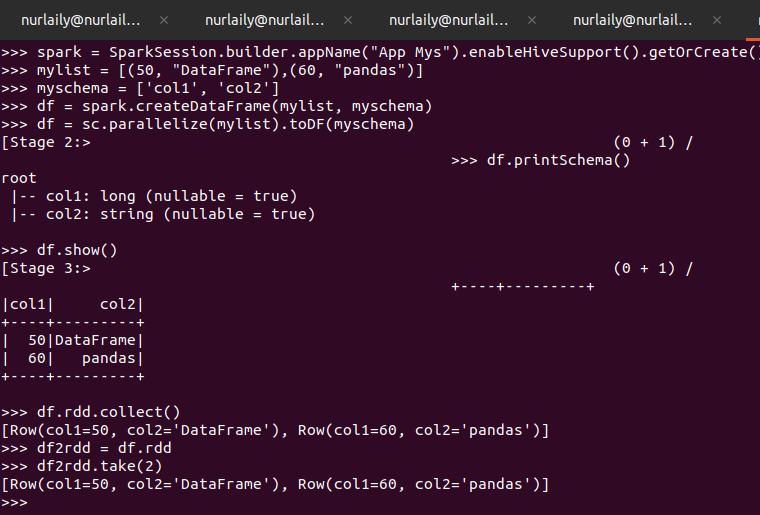 nurlaily@nurlail... × nurlaily@nurlail... × nurlaily@nurlail... × nurlaily@nurlail... ×
>>> spark = SparkSession.builder.appName("App Mys").enableHiveSupport().getOrCreate()
>>> mylist = [(50, "DataFrame"),(60, "pandas")]
>>> myschema = ['col1', 'col2']
>>> df = spark.createDataFrame(mylist, myschema)
>>> df = sc.parallelize(mylist).toDF(myschema)
[Stage 2:> (0 + 1) /
>>> df.printSchema()
root
 |-- col1: long (nullable = true)
 |-- col2: string (nullable = true)
>>> df.show()
[Stage 3:> (0 + 1) /
+----+---------+
|col1|     col2|
+----+---------+
|  50|DataFrame|
|  60|   pandas|
+----+---------+
>>> df.rdd.collect()
[Row(col1=50, col2='DataFrame'), Row(col1=60, col2='pandas')]
>>> df2rdd = df.rdd
>>> df2rdd.take(2)
[Row(col1=50, col2='DataFrame'), Row(col1=60, col2='pandas')]
>>>